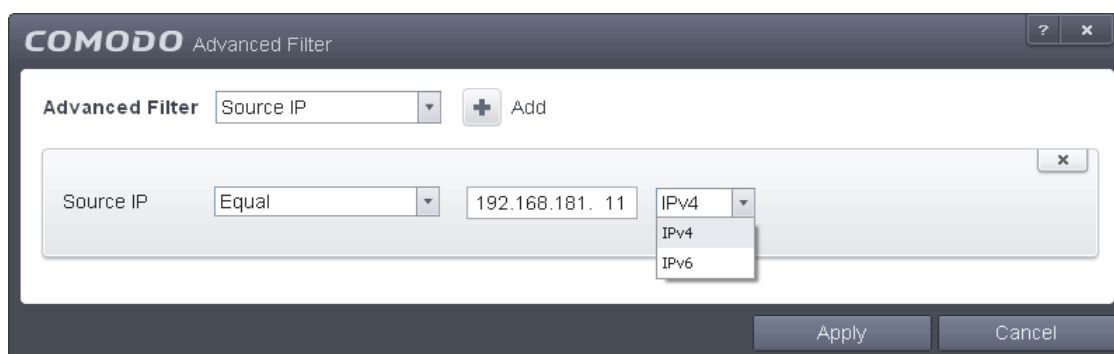 COMODO Advanced Filter ? x
Advanced Filter Source IP + Add
x
Source IP Equal 192.168.181. 11 IPv4
IPv4
IPv6
Apply Cancel